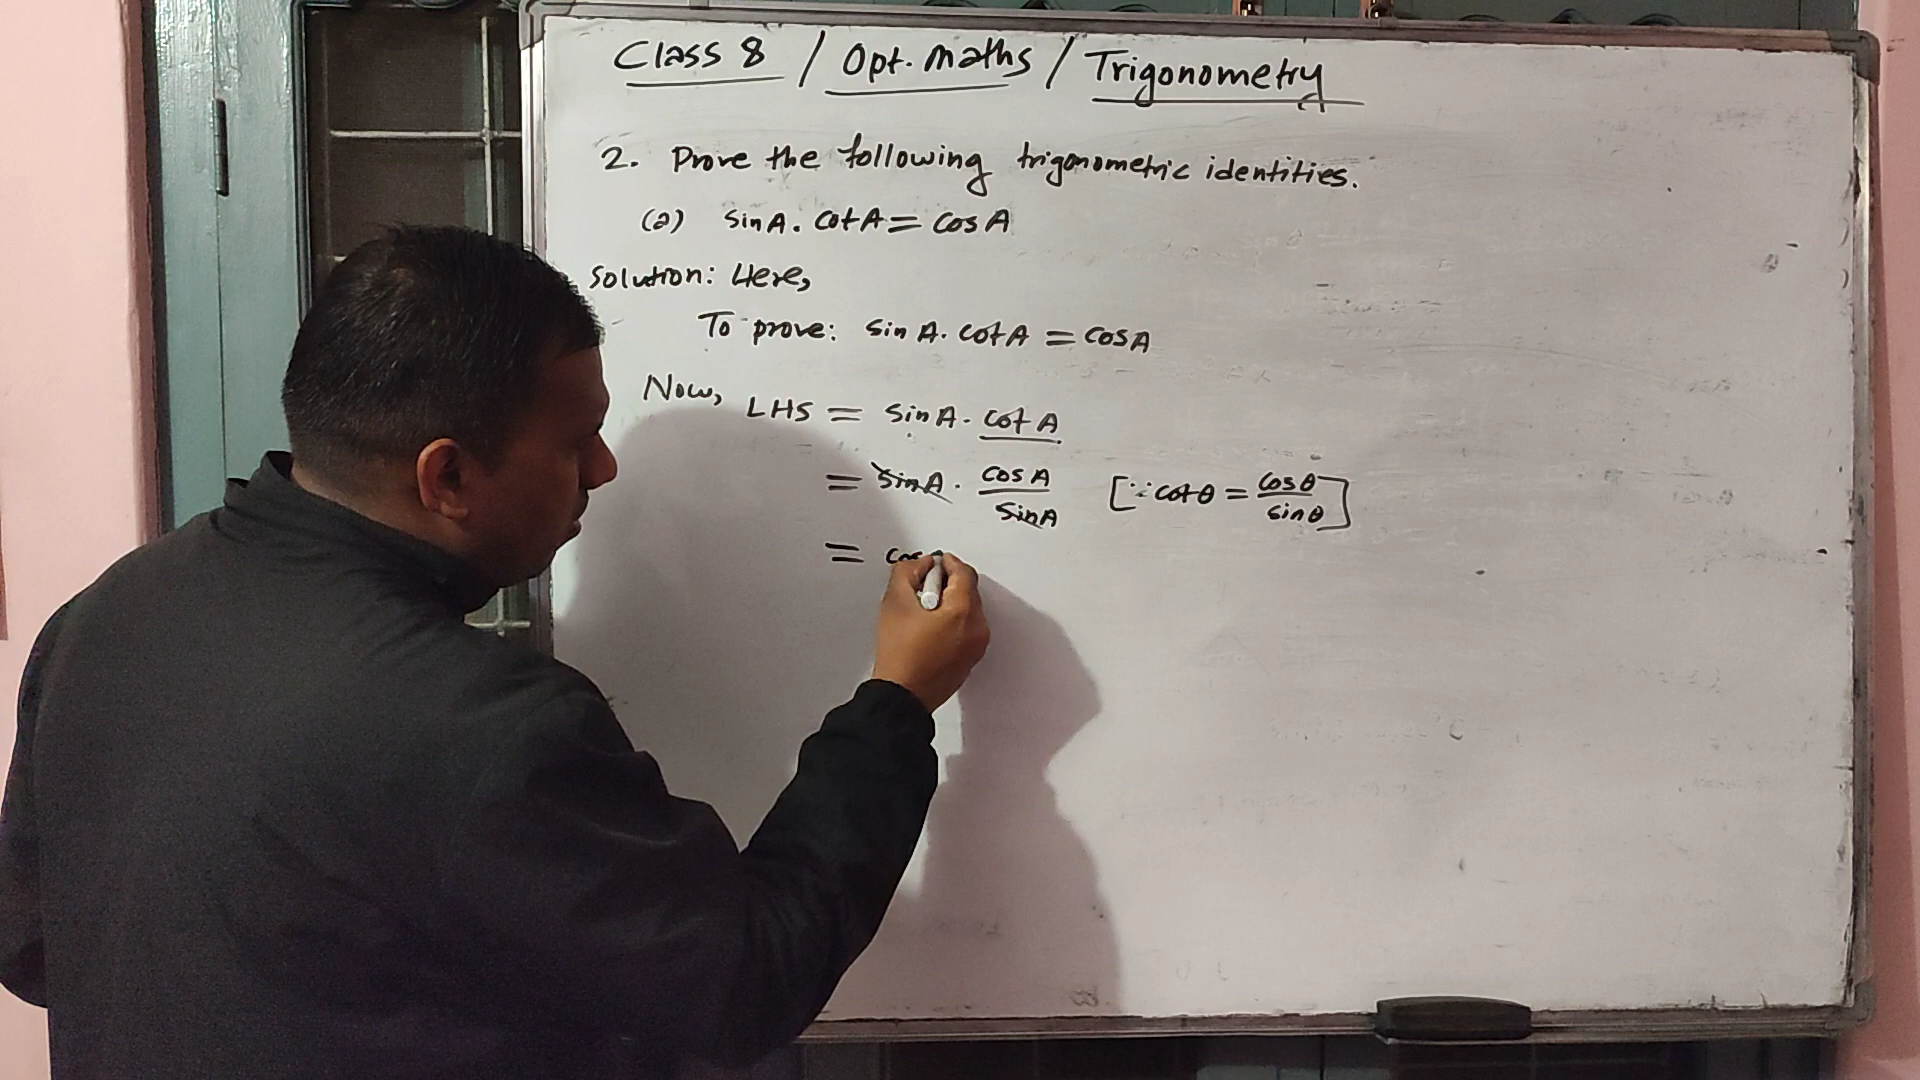 Class 8 / Opt. maths / Trigonometry
2. Prove the following trigonometric identities.
(a) sinA. cotA = cosA
Solution: Here,
To prove: sin A. cotA = cosA
Now, LHS = sinA. cot A
= sinA . cosA/sinA [∵ cotθ = cosθ/sinθ]
= cos